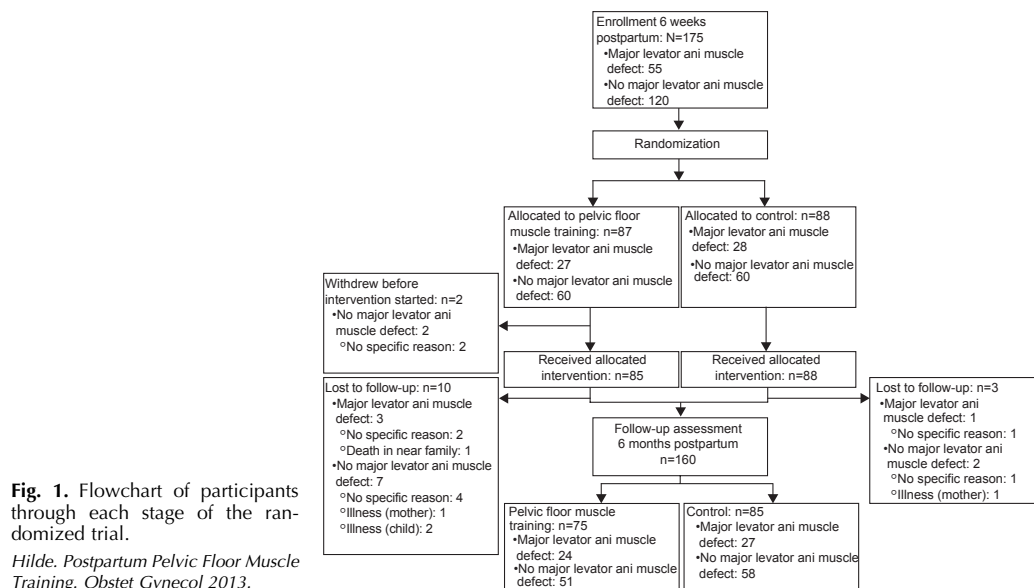 Enrollment 6 weeks
postpartum: N=175
•Major levator ani muscle
defect: 55
•No major levator ani muscle
defect: 120
Randomization
Allocated to pelvic floor
muscle training: n=87
•Major levator ani muscle
defect: 27
•No major levator ani muscle
defect: 60
Allocated to control: n=88
•Major levator ani muscle
defect: 28
•No major levator ani muscle
defect: 60
Withdrew before
intervention started: n=2
•No major levator ani
muscle defect: 2
°No specific reason: 2
Received allocated
intervention: n=85
Received allocated
intervention: n=88
Lost to follow-up: n=10
•Major levator ani muscle
defect: 3
°No specific reason: 2
°Death in near family: 1
•No major levator ani muscle
defect: 7
°No specific reason: 4
°Illness (mother): 1
°Illness (child): 2
Lost to follow-up: n=3
•Major levator ani
muscle defect: 1
°No specific reason: 1
•No major levator ani
muscle defect: 2
°No specific reason: 1
°Illness (mother): 1
Follow-up assessment
6 months postpartum
n=160
Pelvic floor muscle
training: n=75
•Major levator ani muscle
defect: 24
•No major levator ani muscle
defect: 51
Control: n=85
•Major levator ani muscle
defect: 27
•No major levator ani muscle
defect: 58
Fig. 1. Flowchart of participants
through each stage of the ran-
domized trial.
Hilde. Postpartum Pelvic Floor Muscle
Training. Obstet Gynecol 2013.